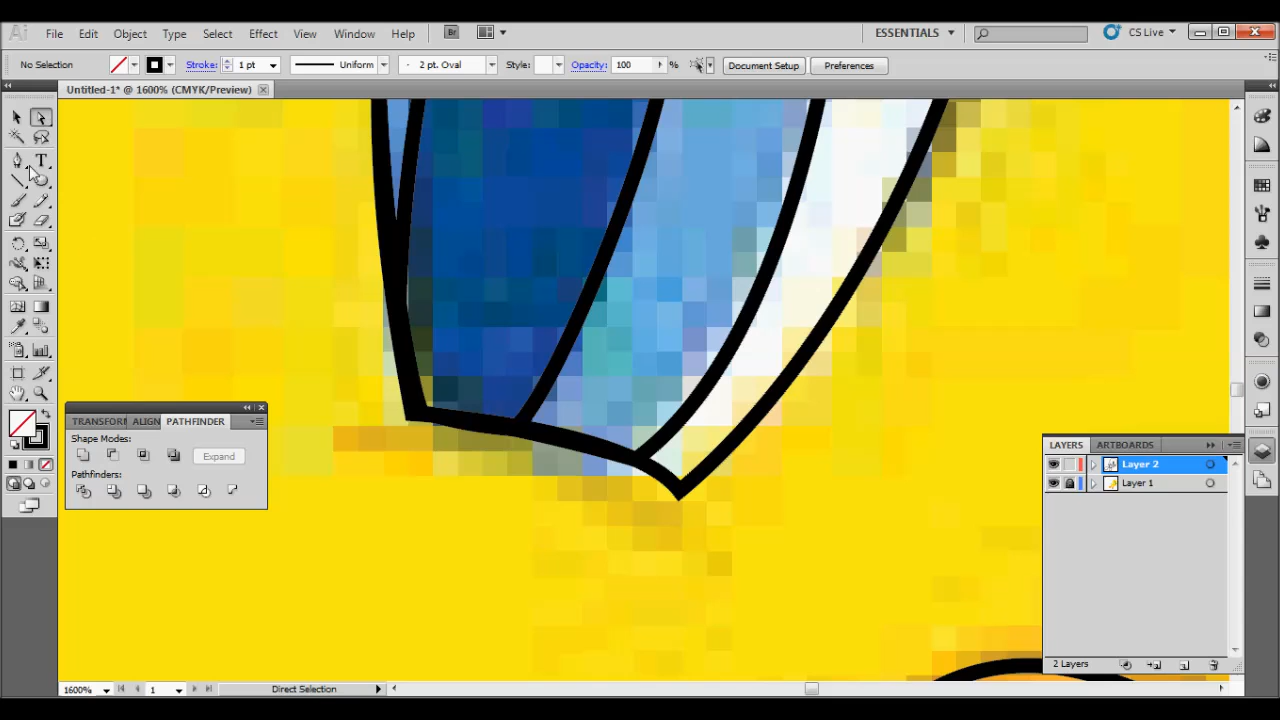 Ai File Edit Object Type Select Effect View Window Help Br ESSENTIALS CS Live
No Selection Stroke: 1 pt Uniform 2 pt. Oval Style: Opacity: 100 % Document Setup Preferences
Untitled-1* @ 1600% (CMYK/Preview)
T
TRANSFORM ALIGN PATHFINDER
Shape Modes:
Expand
Pathfinders:
LAYERS ARTBOARDS
Layer 2
Layer 1
2 Layers
1600% 1 Direct Selection